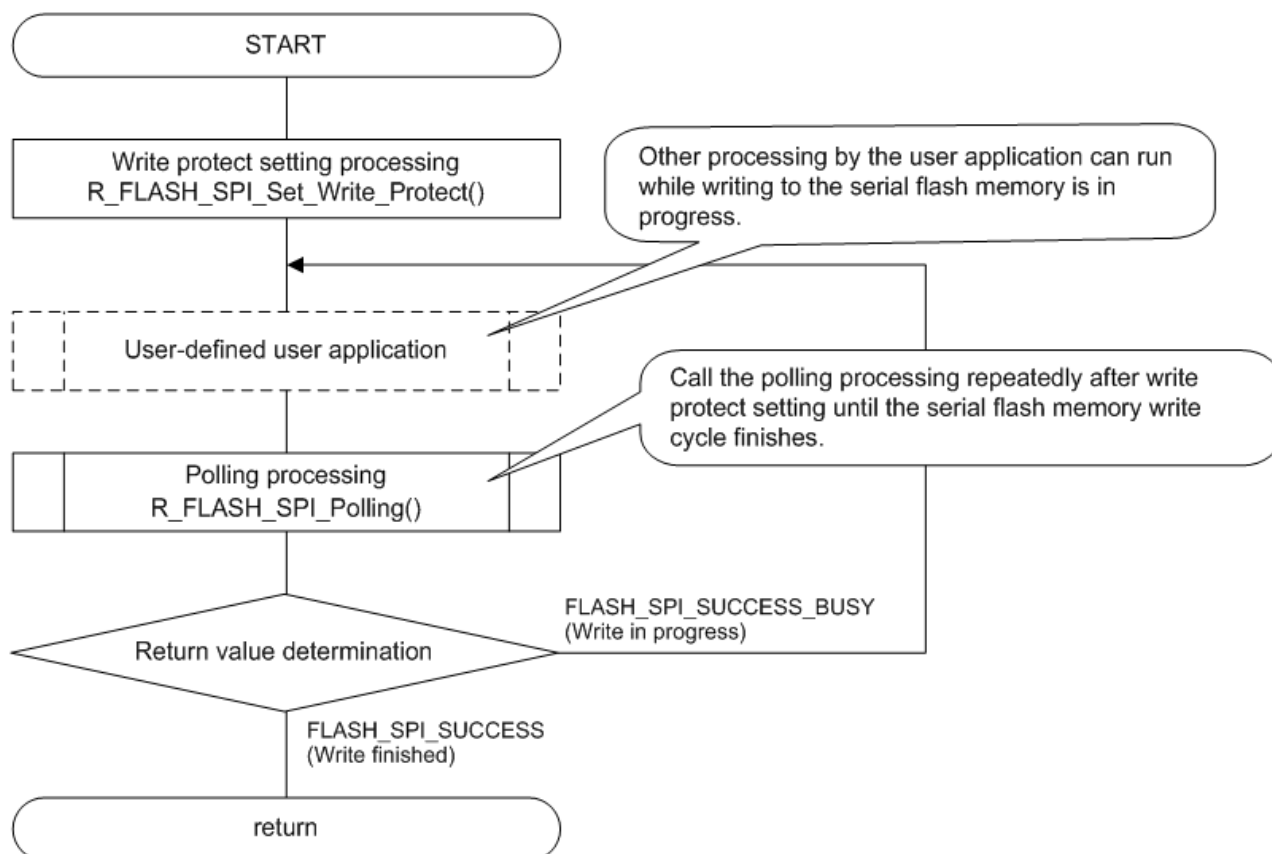 START
Write protect setting processing
R_FLASH_SPI_Set_Write_Protect()
Other processing by the user application can run
while writing to the serial flash memory is in
progress.
User-defined user application
Call the polling processing repeatedly after write
protect setting until the serial flash memory write
cycle finishes.
Polling processing
R_FLASH_SPI_Polling()
FLASH_SPI_SUCCESS_BUSY
(Write in progress)
Return value determination
FLASH_SPI_SUCCESS
(Write finished)
return